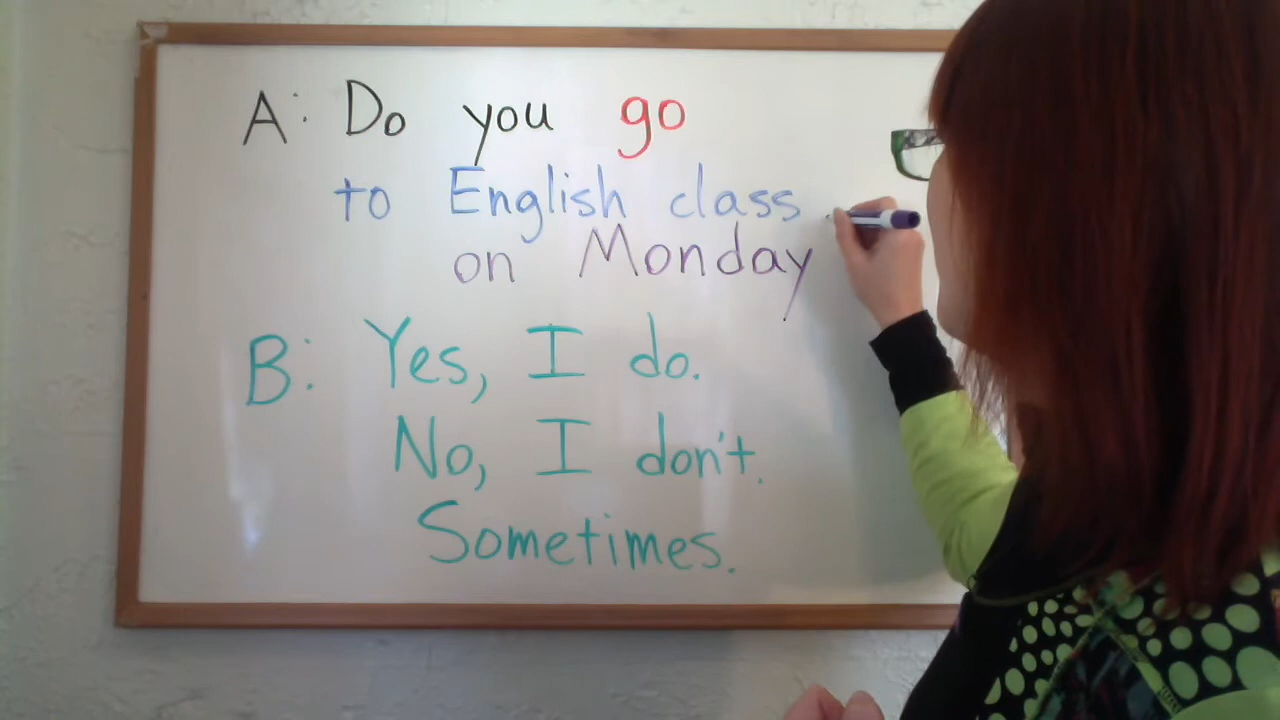 A: Do you go
to English class
on Monday
B: Yes, I do.
No, I don't.
Sometimes.